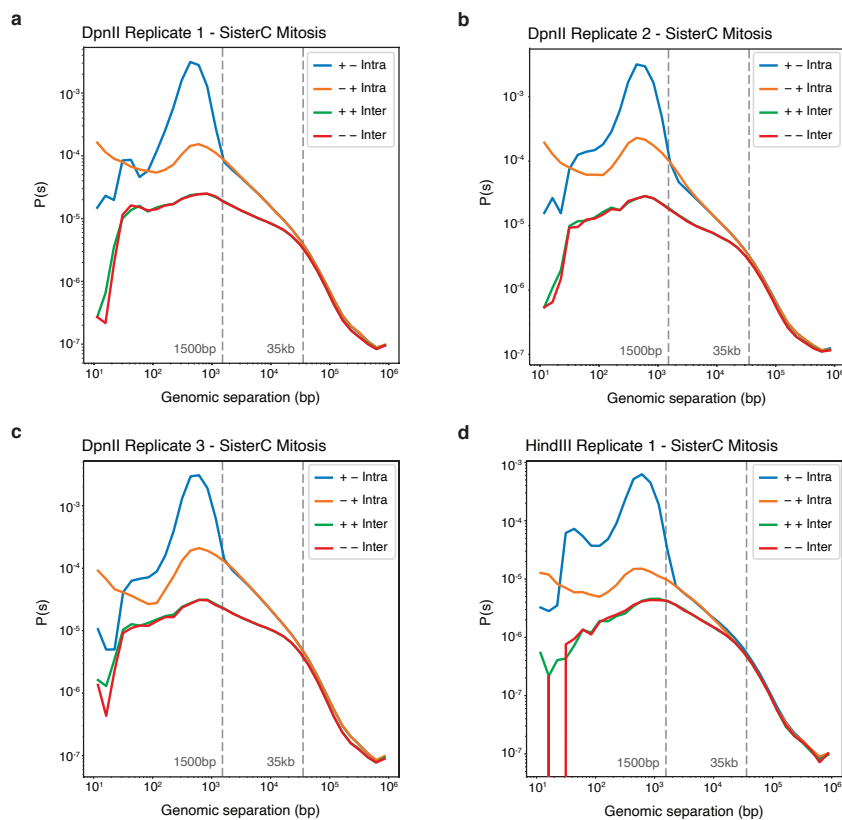 a
DpnII Replicate 1 - SisterC Mitosis
+ − Intra
− + Intra
+ + Inter
− − Inter
10⁻³
10⁻⁴
10⁻⁵
10⁻⁶
10⁻⁷
P(s)
1500bp
35kb
10¹ 10² 10³ 10⁴ 10⁵ 10⁶
Genomic separation (bp)
b
DpnII Replicate 2 - SisterC Mitosis
+ − Intra
− + Intra
+ + Inter
− − Inter
10⁻³
10⁻⁴
10⁻⁵
10⁻⁶
10⁻⁷
P(s)
1500bp
35kb
10¹ 10² 10³ 10⁴ 10⁵ 10⁶
Genomic separation (bp)
c
DpnII Replicate 3 - SisterC Mitosis
+ − Intra
− + Intra
+ + Inter
− − Inter
10⁻³
10⁻⁴
10⁻⁵
10⁻⁶
10⁻⁷
P(s)
1500bp
35kb
10¹ 10² 10³ 10⁴ 10⁵ 10⁶
Genomic separation (bp)
d
HindIII Replicate 1 - SisterC Mitosis
+ − Intra
− + Intra
+ + Inter
− − Inter
10⁻³
10⁻⁴
10⁻⁵
10⁻⁶
10⁻⁷
P(s)
1500bp
35kb
10¹ 10² 10³ 10⁴ 10⁵ 10⁶
Genomic separation (bp)